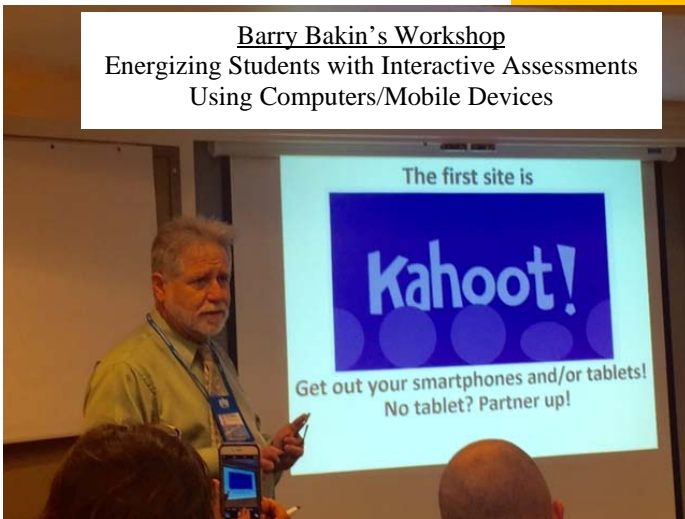 Barry Bakin's Workshop
Energizing Students with Interactive Assessments
Using Computers/Mobile Devices
The first site is
Kahoot!
Get out your smartphones and/or tablets!
No tablet? Partner up!